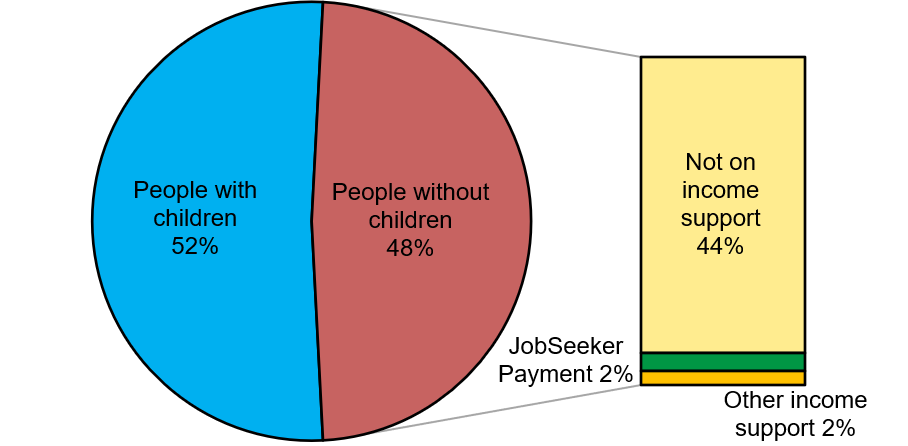 People with
children
52%
People without
children
48%
Not on
income
support
44%
JobSeeker
Payment 2%
Other income
support 2%